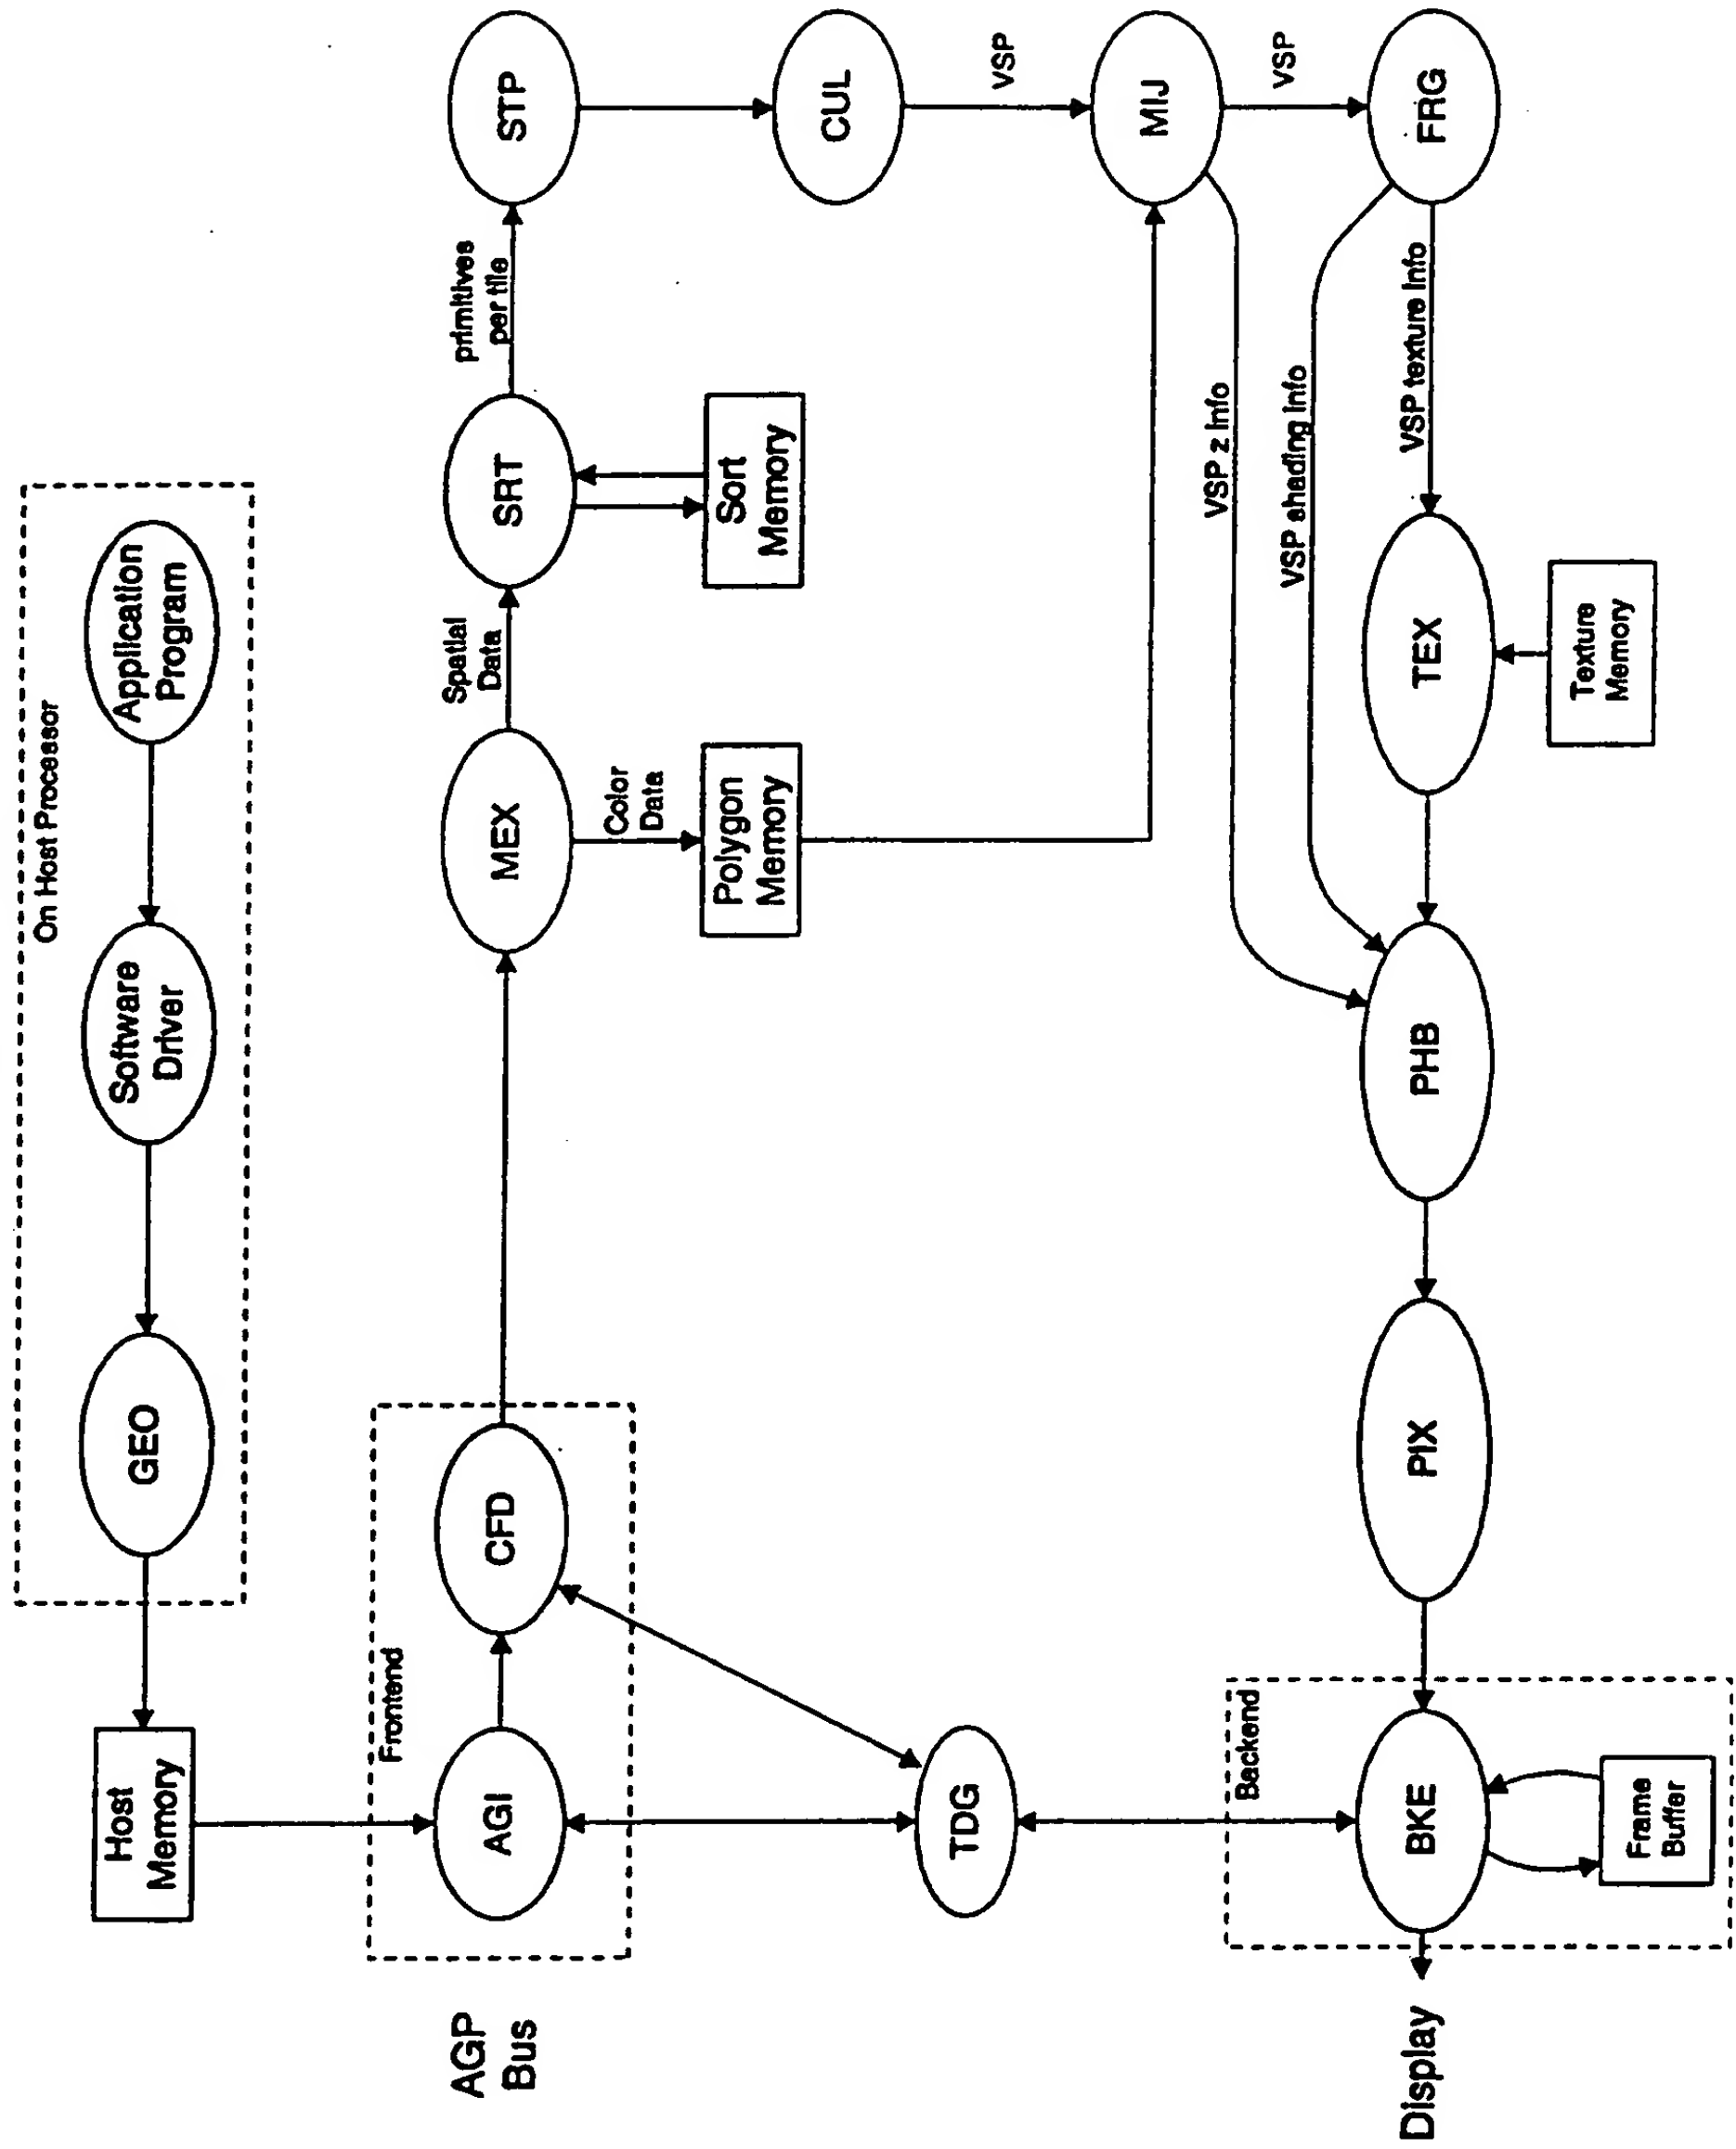 On Host Processor
Application
Program
Software
Driver
GEO
Host
Memory
AGP
Bus
Frontend
AGI
CFD
MEX
Spatial
Data
SRT
primitives
per tile
STP
Color
Data
Polygon
Memory
Sort
Memory
CUL
VSP
MIJ
VSP
FRG
VSP z info
VSP shading info
VSP texture info
TEX
Texture
Memory
PHB
PIX
TDG
Backend
BKE
Frame
Buffer
Display